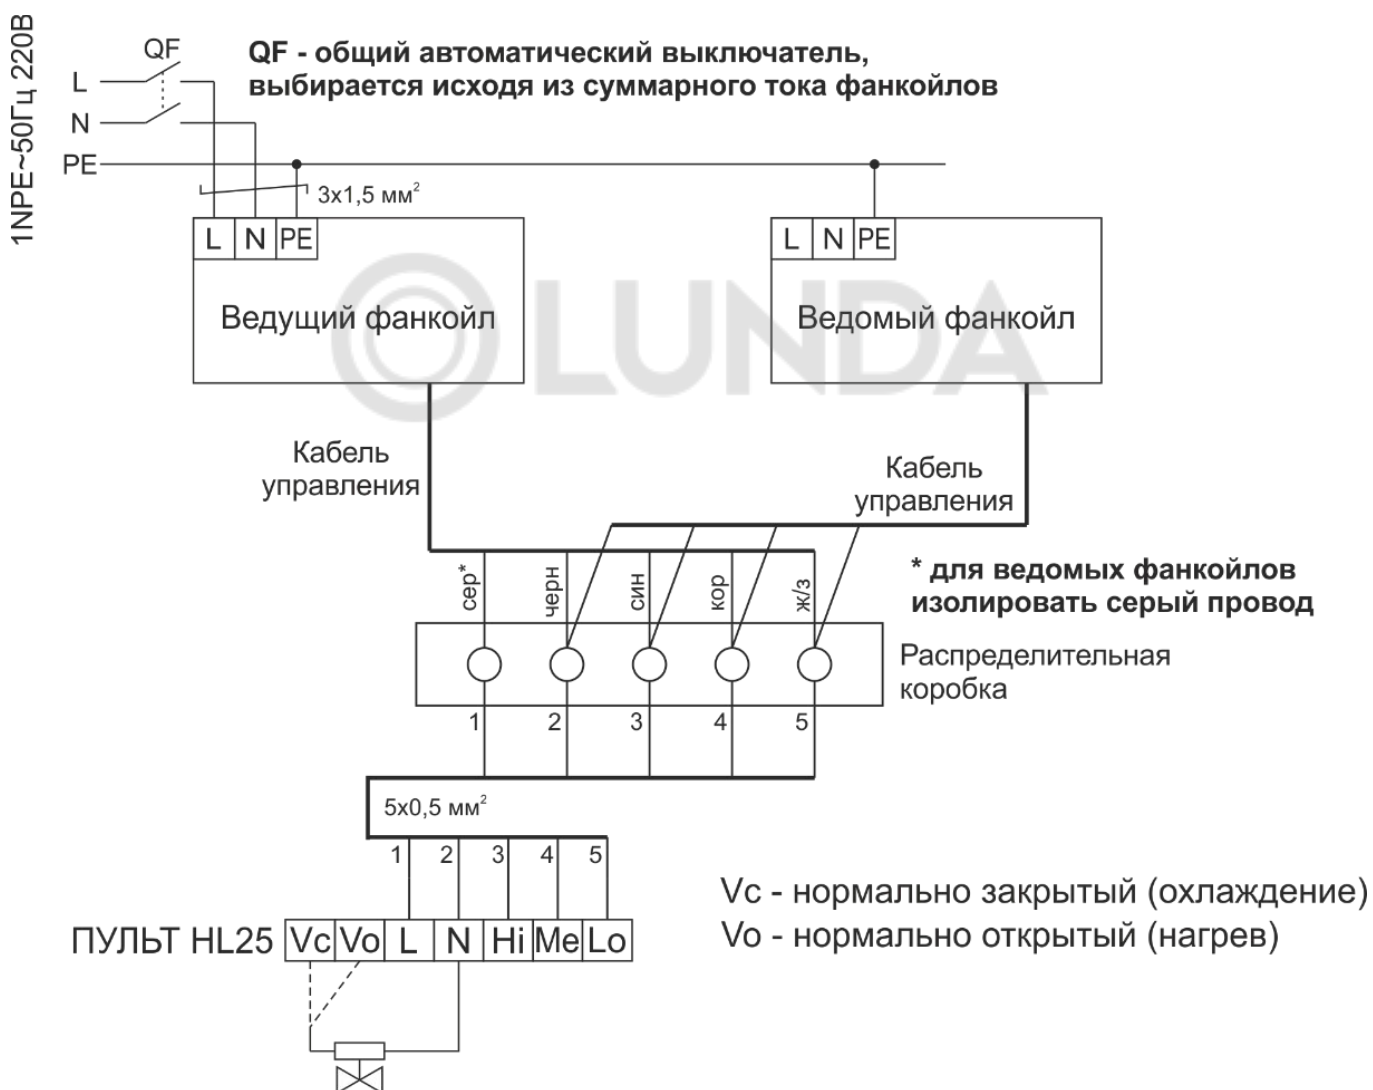 1NPE~50Гц 220В
QF
QF - общий автоматический выключатель,
выбирается исходя из суммарного тока фанкойлов
L
N
PE
3x1,5 мм²
L N PE
L N PE
Ведущий фанкойл
Ведомый фанкойл
LUNDA
Кабель
управления
Кабель
управления
сер*
черн
син
кор
ж/з
* для ведомых фанкойлов
изолировать серый провод
Распределительная
коробка
1 2 3 4 5
5x0,5 мм²
1 2 3 4 5
ПУЛЬТ HL25 Vc Vo L N Hi Me Lo
Vc - нормально закрытый (охлаждение)
Vo - нормально открытый (нагрев)